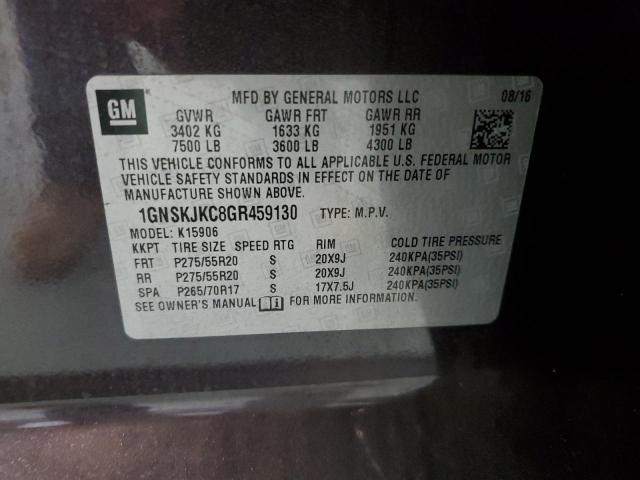 GM
MFD BY GENERAL MOTORS LLC 08/16
GVWR GAWR FRT GAWR RR
3402 KG 1633 KG 1951 KG
7500 LB 3600 LB 4300 LB
THIS VEHICLE CONFORMS TO ALL APPLICABLE U.S. FEDERAL MOTOR
VEHICLE SAFETY STANDARDS IN EFFECT ON THE DATE OF
MANUFACTURE SHOWN ABOVE.
1GNSKJKC8GR459130 TYPE: M.P.V.
MODEL: K15906
KKPT TIRE SIZE SPEED RTG RIM COLD TIRE PRESSURE
FRT P275/55R20 S 20X9J 240KPA(35PSI)
RR P275/55R20 S 20X9J 240KPA(35PSI)
SPA P265/70R17 S 17X7.5J 240KPA(35PSI)
SEE OWNER'S MANUAL FOR MORE INFORMATION.